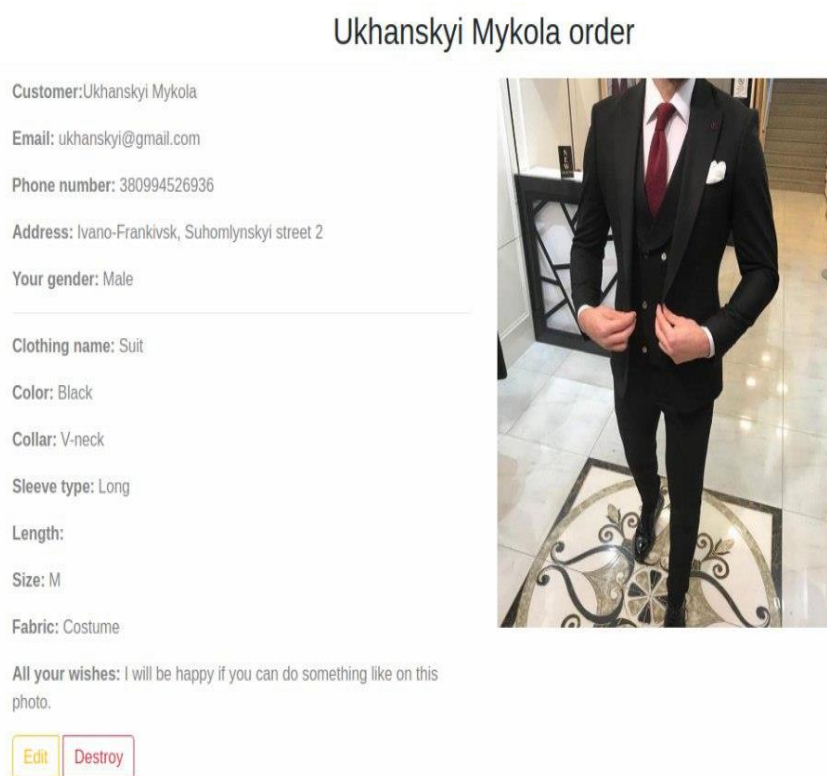 Ukhanskyi Mykola order
Customer:Ukhanskyi Mykola
Email: ukhanskyi@gmail.com
Phone number: 380994526936
Address: Ivano-Frankivsk, Suhomlynskyi street 2
Your gender: Male
Clothing name: Suit
Color: Black
Collar: V-neck
Sleeve type: Long
Length:
Size: M
Fabric: Costume
All your wishes: I will be happy if you can do something like on this
photo.
Edit
Destroy